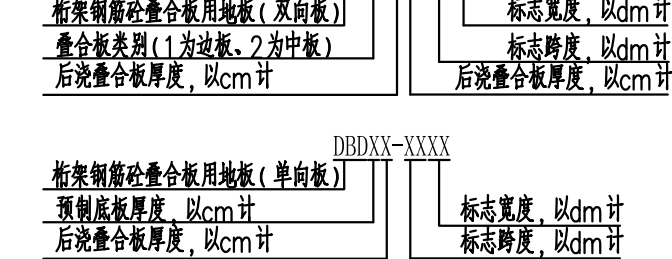 桁架钢筋砼叠合板用地板(双向板) 标志宽度, 以dm计
叠合板类别(1为边板、2为中板) 标志跨度, 以dm计
后浇叠合板厚度, 以cm计 后浇叠合板厚度, 以cm计
DBDXX-XXXX
桁架钢筋砼叠合板用地板(单向板)
预制底板厚度, 以cm计 标志宽度, 以dm计
后浇叠合板厚度, 以cm计 标志跨度, 以dm计